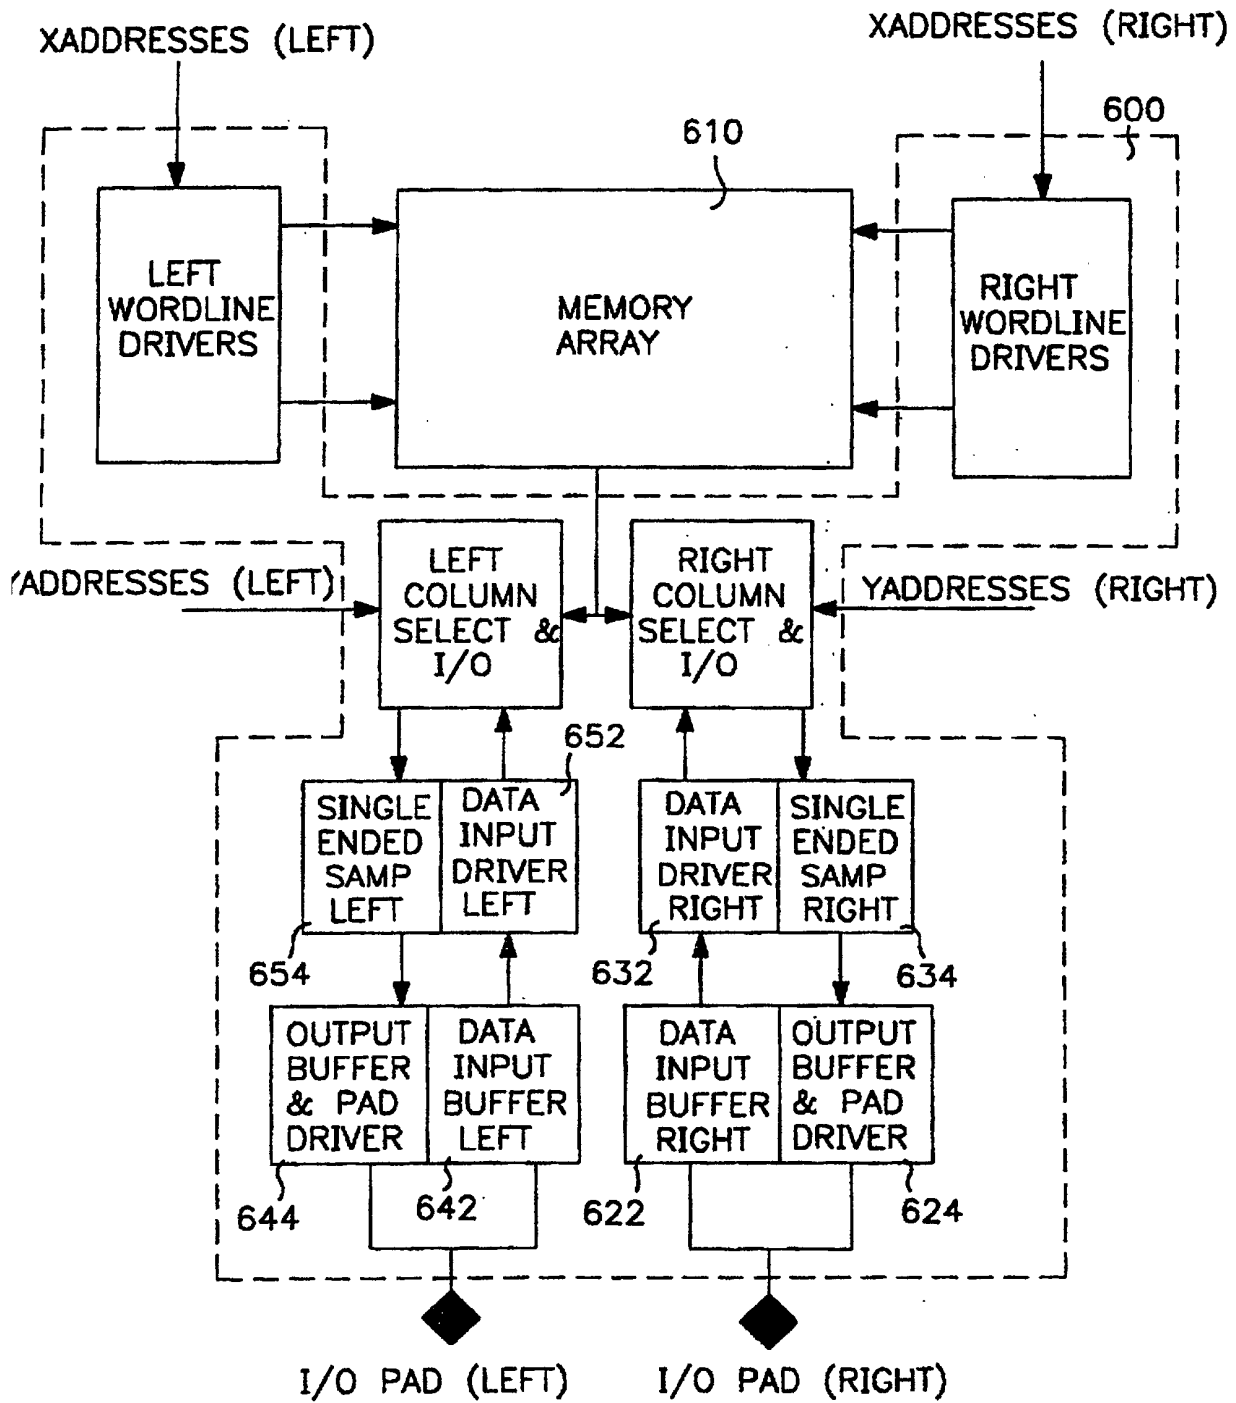 XADDRESSES (LEFT)
XADDRESSES (RIGHT)
600
610
LEFT
WORDLINE
DRIVERS
MEMORY
ARRAY
RIGHT
WORDLINE
DRIVERS
YADDRESSES (LEFT)
LEFT
COLUMN
SELECT &
I/O
RIGHT
COLUMN
SELECT &
I/O
YADDRESSES (RIGHT)
652
SINGLE
ENDED
SAMP
LEFT
DATA
INPUT
DRIVER
LEFT
DATA
INPUT
DRIVER
RIGHT
SINGLE
ENDED
SAMP
RIGHT
654
632
634
OUTPUT
BUFFER
& PAD
DRIVER
DATA
INPUT
BUFFER
LEFT
DATA
INPUT
BUFFER
RIGHT
OUTPUT
BUFFER
& PAD
DRIVER
644
642
622
624
I/O PAD (LEFT)
I/O PAD (RIGHT)